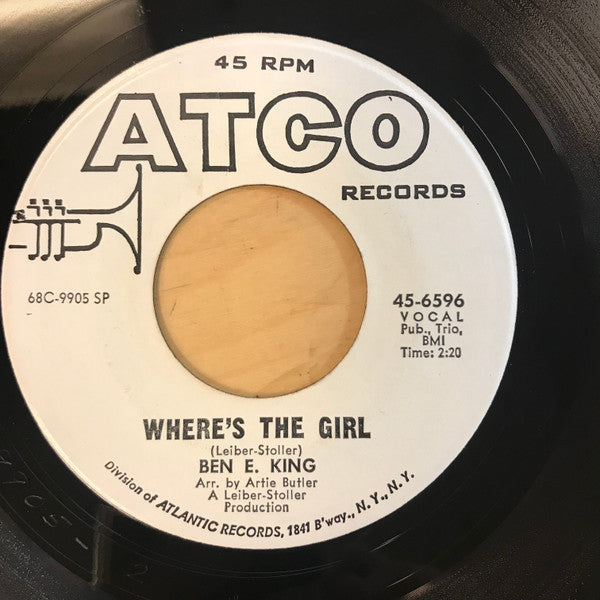 45 RPM
ATCO
RECORDS
68C-9905 SP
45-6596
VOCAL
Pub., Trio,
BMI
Time: 2:20
WHERE'S THE GIRL
(Leiber-Stoller)
BEN E. KING
Arr. by Artie Butler
A Leiber-Stoller
Production
Division of ATLANTIC RECORDS, 1841 B'way., N. Y., N. Y.